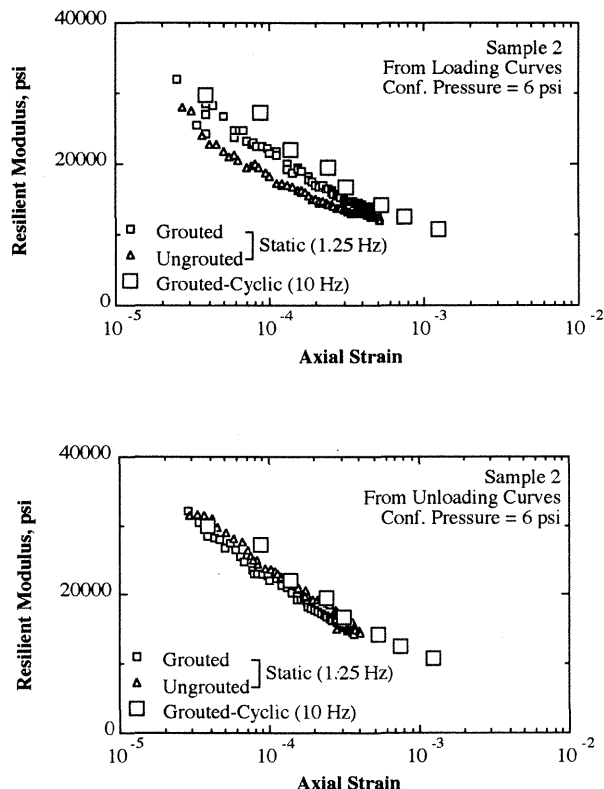 40000
Sample 2
From Loading Curves
Conf. Pressure = 6 psi
Resilient Modulus, psi
20000
Grouted
Static (1.25 Hz)
Ungrouted
Grouted-Cyclic (10 Hz)
0
10-5 10-4 10-3 10-2
Axial Strain
40000
Sample 2
From Unloading Curves
Conf. Pressure = 6 psi
Resilient Modulus, psi
20000
Grouted
Static (1.25 Hz)
Ungrouted
Grouted-Cyclic (10 Hz)
0
10-5 10-4 10-3 10-2
Axial Strain